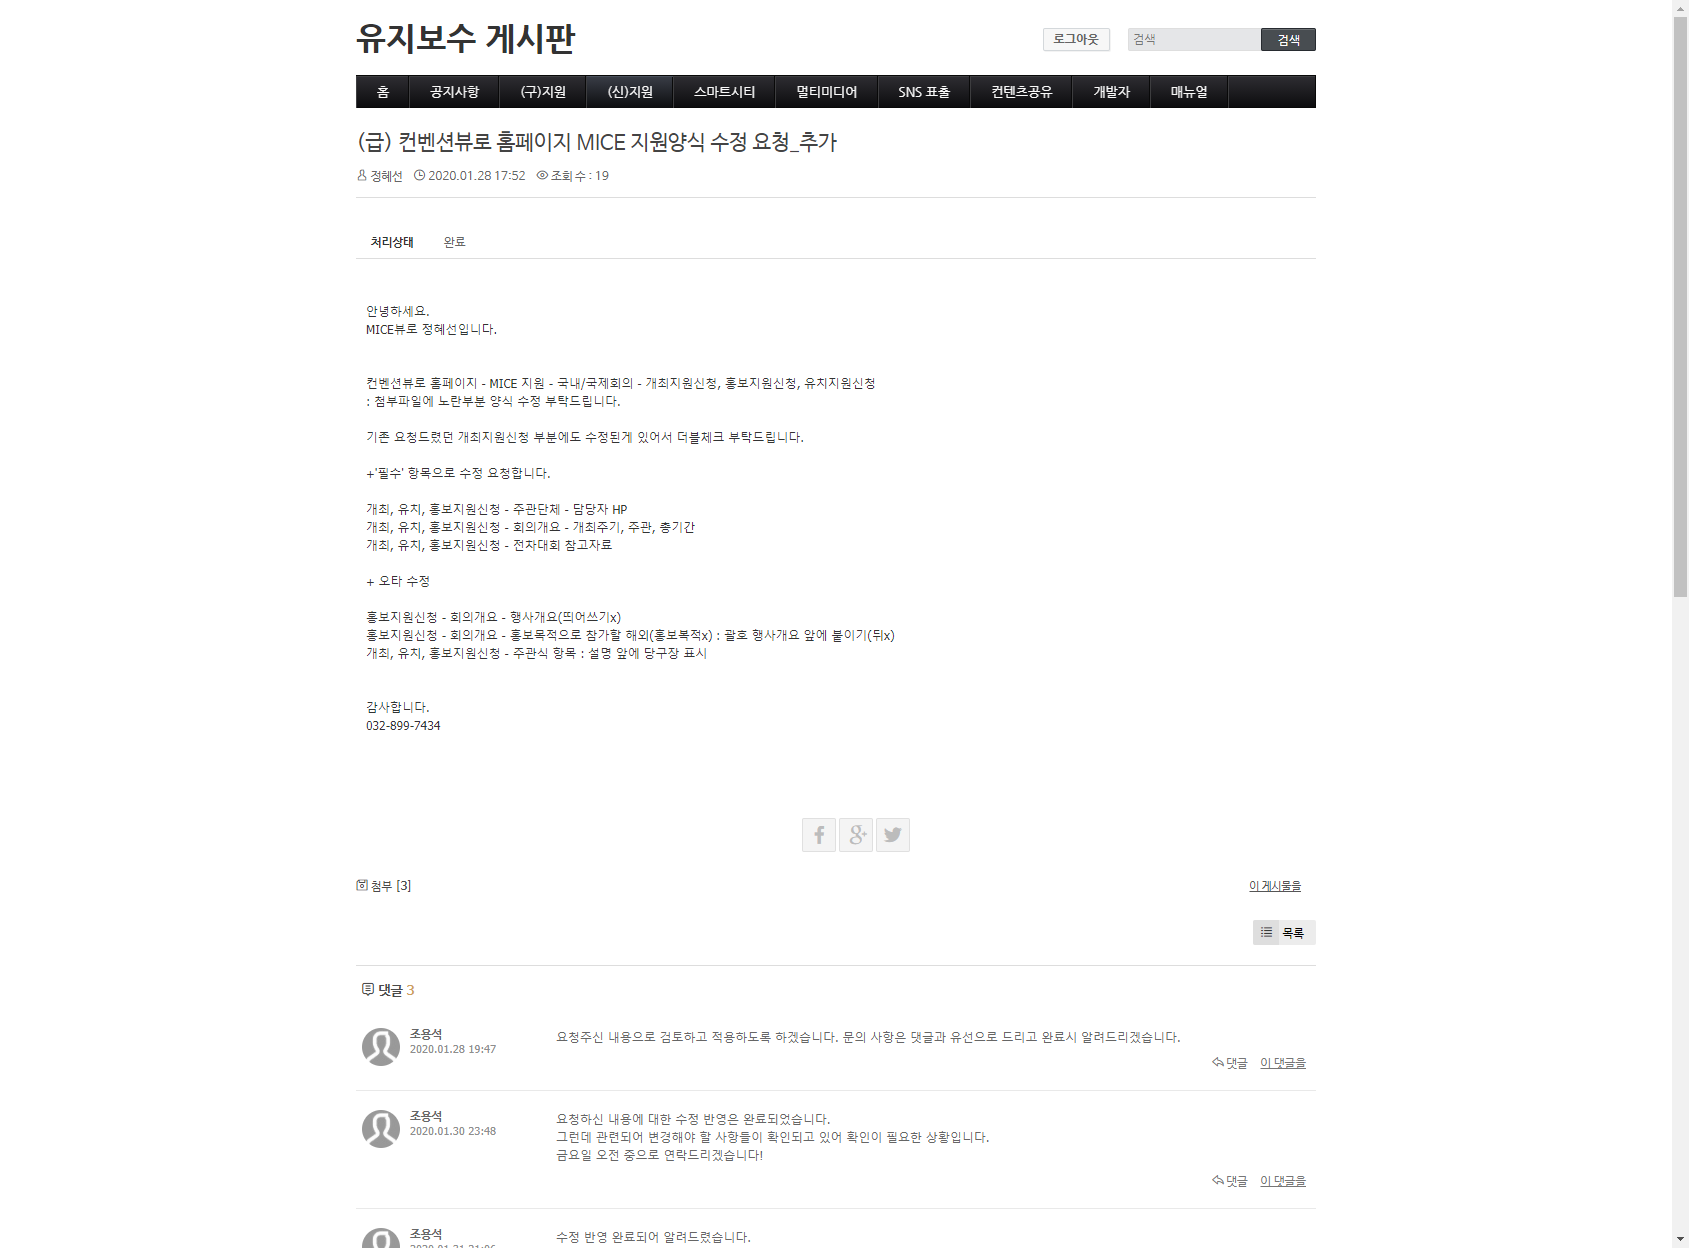 유지보수 게시판
로그아웃
검색
검색
홈 공지사항 (구)지원 (신)지원 스마트시티 멀티미디어 SNS 표출 컨텐츠공유 개발자 매뉴얼
(급) 컨벤션뷰로 홈페이지 MICE 지원양식 수정 요청_추가
정혜선 2020.01.28 17:52 조회 수 : 19
처리상태 완료
안녕하세요.
MICE뷰로 정혜선입니다.
컨벤션뷰로 홈페이지 - MICE 지원 - 국내/국제회의 - 개최지원신청, 홍보지원신청, 유치지원신청
: 첨부파일에 노란부분 양식 수정 부탁드립니다.
기존 요청드렸던 개최지원신청 부분에도 수정된게 있어서 더블체크 부탁드립니다.
+'필수' 항목으로 수정 요청합니다.
개최, 유치, 홍보지원신청 - 주관단체 - 담당자 HP
개최, 유치, 홍보지원신청 - 회의개요 - 개최주기, 주관, 총기간
개최, 유치, 홍보지원신청 - 전차대회 참고자료
+ 오타 수정
홍보지원신청 - 회의개요 - 행사개요(띄어쓰기x)
홍보지원신청 - 회의개요 - 홍보목적으로 참가할 해외(홍보복적x) : 괄호 행사개요 앞에 붙이기(뒤x)
개최, 유치, 홍보지원신청 - 주관식 항목 : 설명 앞에 당구장 표시
감사합니다.
032-899-7434
첨부 [3]
이 게시물을
목록
댓글 3
조용석
2020.01.28 19:47
요청주신 내용으로 검토하고 적용하도록 하겠습니다. 문의 사항은 댓글과 유선으로 드리고 완료시 알려드리겠습니다.
댓글 이 댓글을
조용석
2020.01.30 23:48
요청하신 내용에 대한 수정 반영은 완료되었습니다.
그런데 관련되어 변경해야 할 사항들이 확인되고 있어 확인이 필요한 상황입니다.
금요일 오전 중으로 연락드리겠습니다!
댓글 이 댓글을
조용석
수정 반영 완료되어 알려드렸습니다.